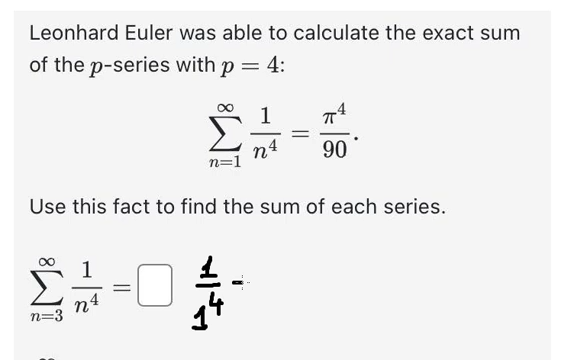 Leonhard Euler was able to calculate the exact sum
of the p-series with p = 4:
∞
∑ 1/n⁴ = π⁴/90.
n=1
Use this fact to find the sum of each series.
∞
∑ 1/n⁴ = 1/1⁴ -
n=3